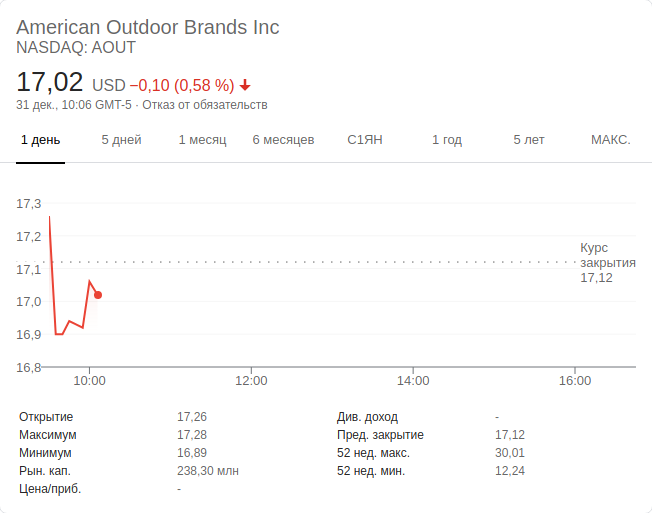 American Outdoor Brands Inc
NASDAQ: AOUT
17,02 USD −0,10 (0,58 %)
31 дек., 10:06 GMT-5 · Отказ от обязательств
1 день 5 дней 1 месяц 6 месяцев С1ЯН 1 год 5 лет МАКС.
17,3
17,2
17,1
17,0
16,9
16,8
Курс
закрытия
17,12
10:00 12:00 14:00 16:00
Открытие 17,26 Див. доход -
Максимум 17,28 Пред. закрытие 17,12
Минимум 16,89 52 нед. макс. 30,01
Рын. кап. 238,30 млн 52 нед. мин. 12,24
Цена/приб. -